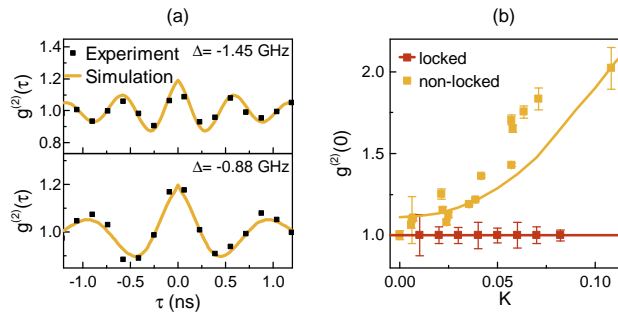 (a)
(b)
Experiment
Simulation
Δ= -1.45 GHz
g⁽²⁾(τ)
1.4
1.2
1.0
Δ= -0.88 GHz
g⁽²⁾(τ)
1.2
1.0
-1.0 -0.5 0.0 0.5 1.0
τ (ns)
locked
non-locked
g⁽²⁾(0)
2.0
1.5
1.0
0.00 0.05 0.10
K